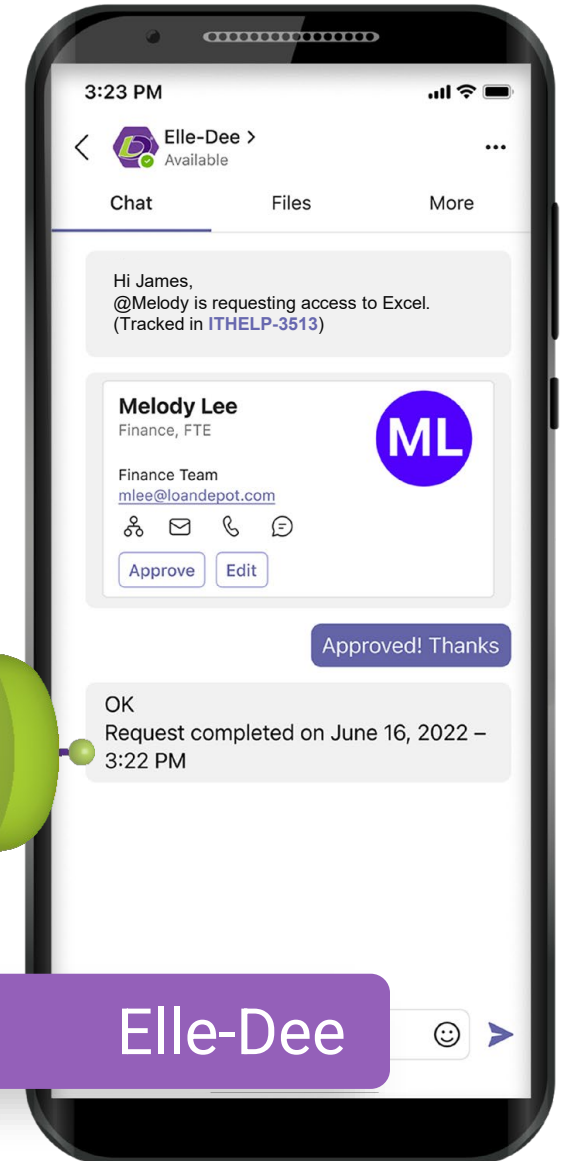 3:23 PM
Elle-Dee >
Available
Chat Files More
Hi James,
@Melody is requesting access to Excel.
(Tracked in ITHELP-3513)
Melody Lee
Finance, FTE
ML
Finance Team
mlee@loandepot.com
Approve Edit
Approved! Thanks
OK
Request completed on June 16, 2022 –
3:22 PM
Elle-Dee